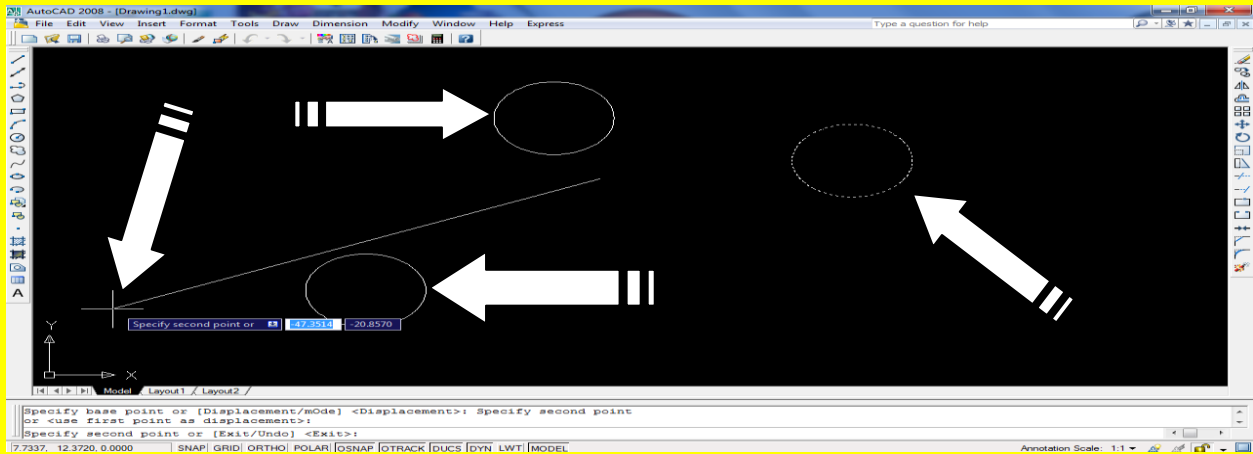 AutoCAD 2008 - [Drawing1.dwg]
File Edit View Insert Format Tools Draw Dimension Modify Window Help Express Type a question for help
A
Specify second point or -47.3514 -20.8570
Y
X
Model Layout1 Layout2
Specify base point or [Displacement/mOde] <Displacement>: Specify second point
or <use first point as displacement>:
Specify second point or [Exit/Undo] <Exit>:
7.7337, 12.3720, 0.0000 SNAP GRID ORTHO POLAR OSNAP OTRACK DUCS DYN LWT MODEL Annotation Scale: 1:1